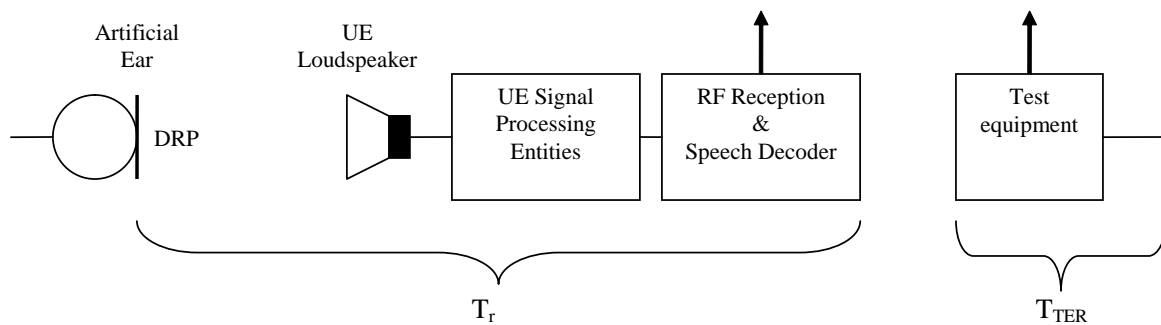 Artificial
Ear
UE
Loudspeaker
DRP
UE Signal
Processing
Entities
RF Reception
&
Speech Decoder
Test
equipment
Tr
TTER